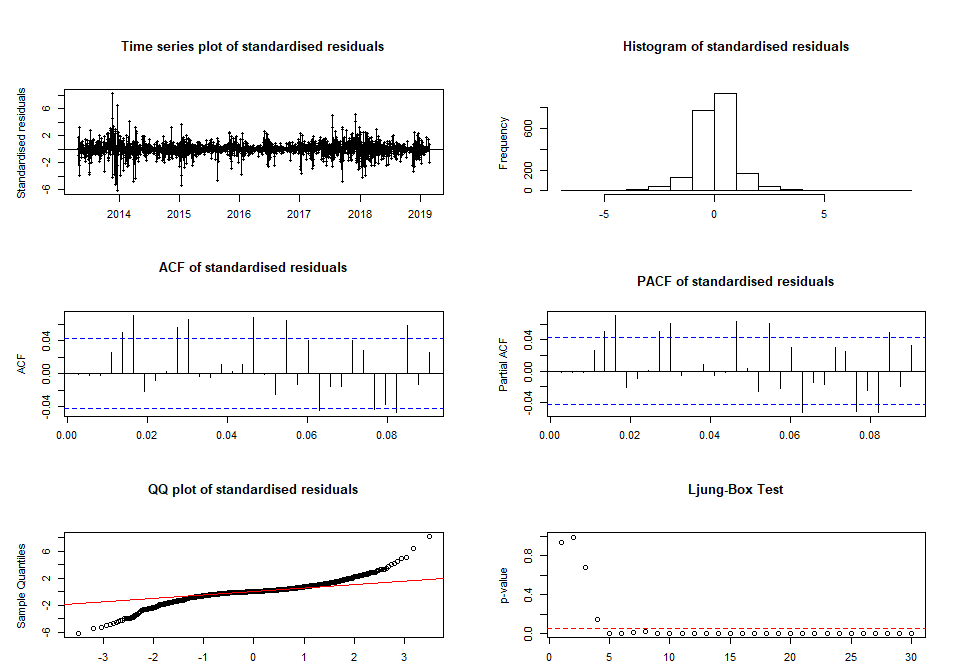 Time series plot of standardised residuals
Standardised residuals
6
2
-2
-6
2014 2015 2016 2017 2018 2019
Histogram of standardised residuals
Frequency
600
200
0
-5 0 5
ACF of standardised residuals
ACF
0.04
0.00
-0.04
0.00 0.02 0.04 0.06 0.08
PACF of standardised residuals
Partial ACF
0.04
0.00
-0.04
0.00 0.02 0.04 0.06 0.08
QQ plot of standardised residuals
Sample Quantiles
6
2
-2
-6
-3 -2 -1 0 1 2 3
Ljung-Box Test
p-value
0.8
0.4
0.0
0 5 10 15 20 25 30